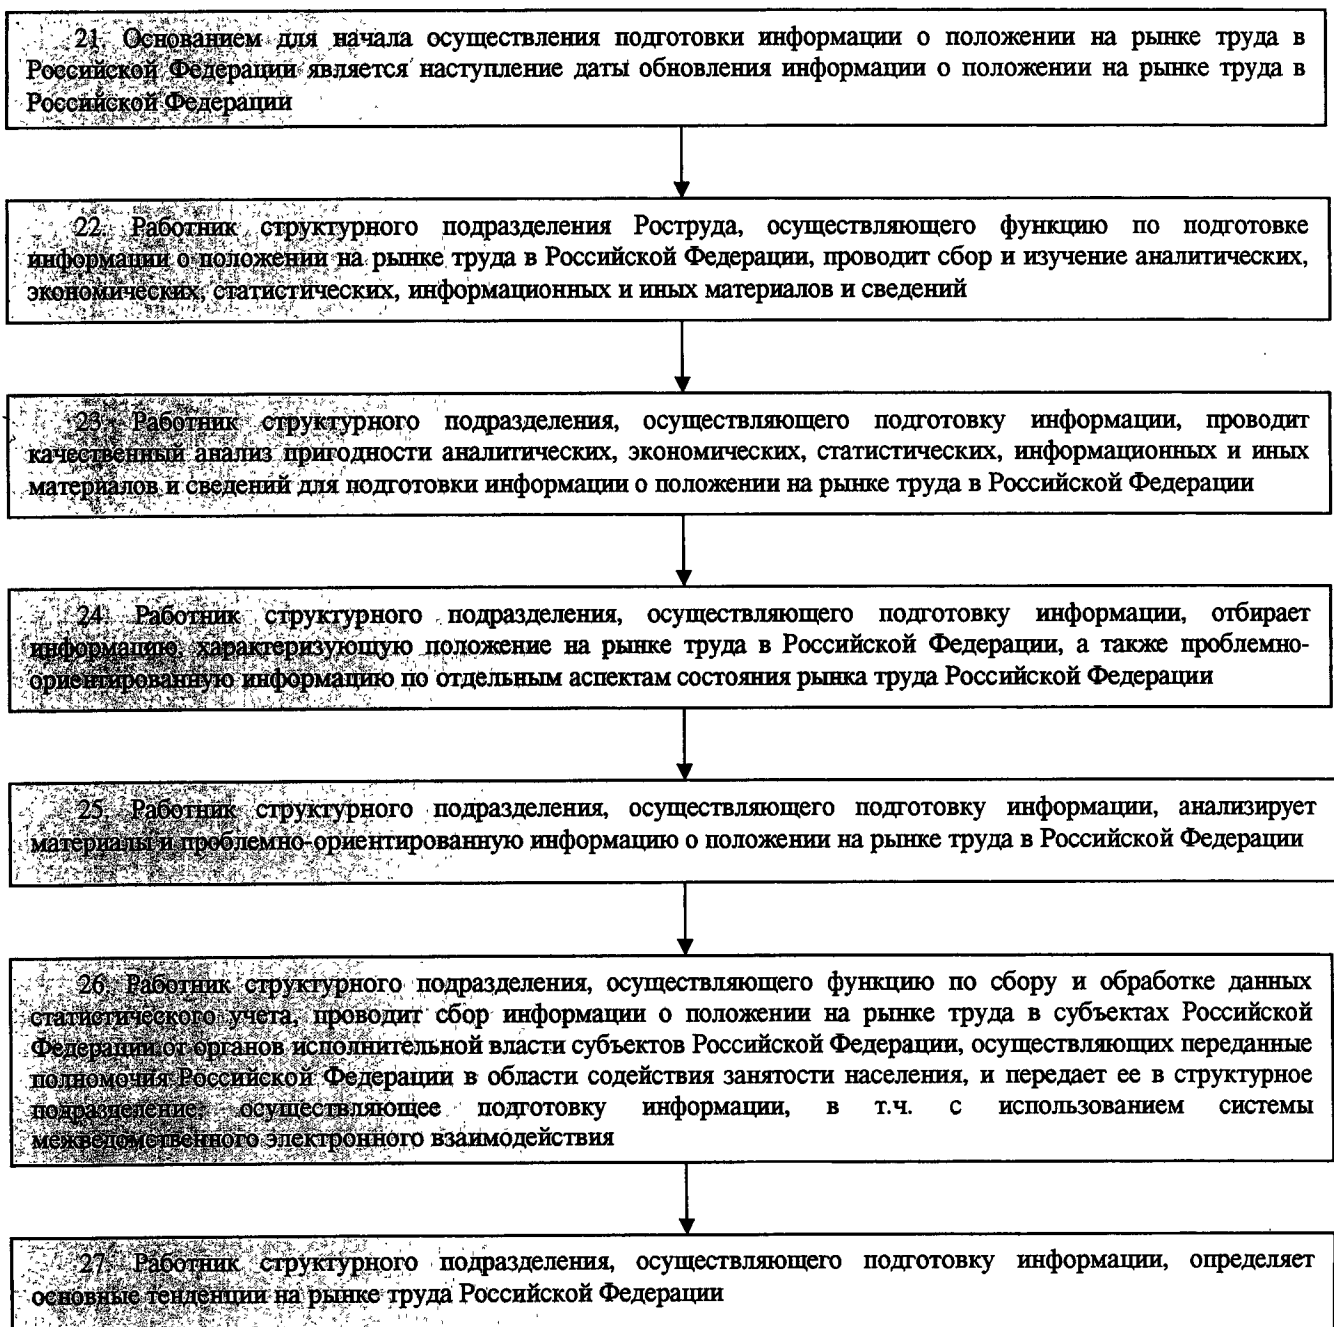 21. Основанием для начала осуществления подготовки информации о положении на рынке труда в
Российской Федерации является наступление даты обновления информации о положении на рынке труда в
Российской Федерации
22. Работник структурного подразделения Роструда, осуществляющего функцию по подготовке
информации о положении на рынке труда в Российской Федерации, проводит сбор и изучение аналитических,
экономических, статистических, информационных и иных материалов и сведений
23. Работник структурного подразделения, осуществляющего подготовку информации, проводит
качественный анализ пригодности аналитических, экономических, статистических, информационных и иных
материалов и сведений для подготовки информации о положении на рынке труда в Российской Федерации
24. Работник структурного подразделения, осуществляющего подготовку информации, отбирает
информацию, характеризующую положение на рынке труда в Российской Федерации, а также проблемно-
ориентированную информацию по отдельным аспектам состояния рынка труда Российской Федерации
25. Работник структурного подразделения, осуществляющего подготовку информации, анализирует
материалы и проблемно-ориентированную информацию о положении на рынке труда в Российской Федерации
26. Работник структурного подразделения, осуществляющего функцию по сбору и обработке данных
статистического учета, проводит сбор информации о положении на рынке труда в субъектах Российской
Федерации от органов исполнительной власти субъектов Российской Федерации, осуществляющих переданные
полномочия Российской Федерации в области содействия занятости населения, и передает ее в структурное
подразделение, осуществляющее подготовку информации, в т.ч. с использованием системы
межведомственного электронного взаимодействия
27. Работник структурного подразделения, осуществляющего подготовку информации, определяет
основные тенденции на рынке труда Российской Федерации